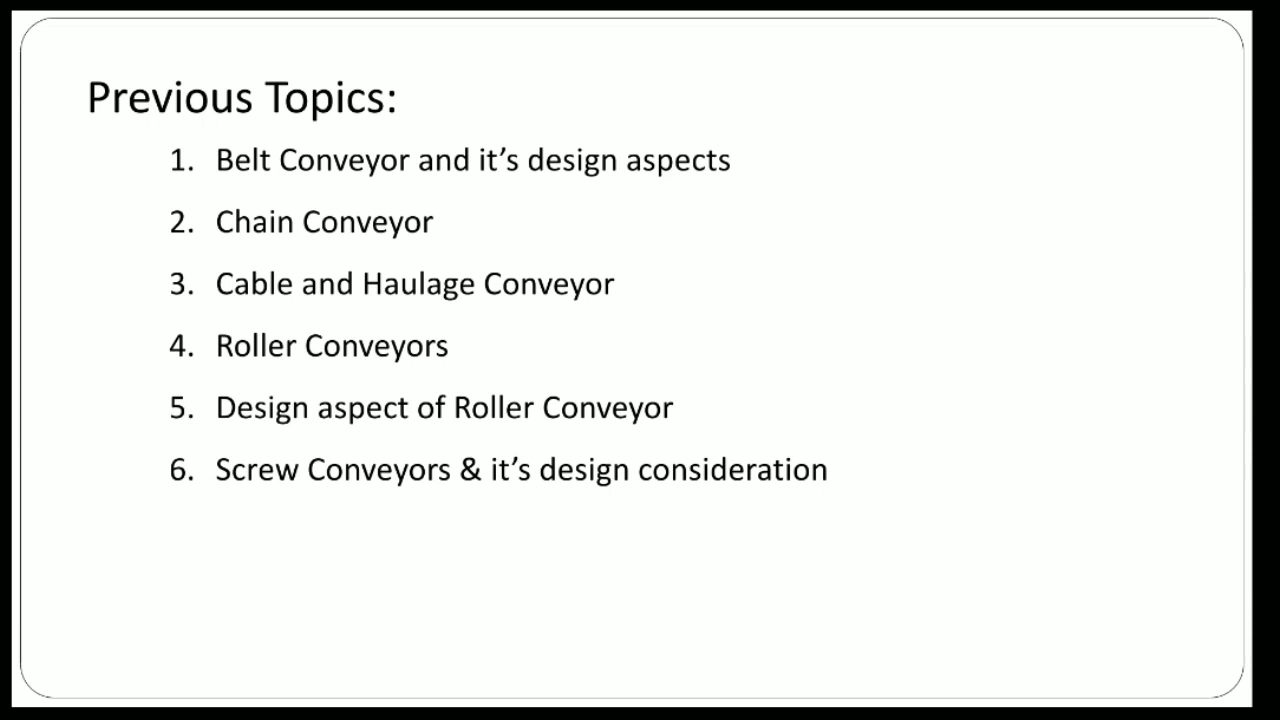 Previous Topics:
1. Belt Conveyor and it’s design aspects
2. Chain Conveyor
3. Cable and Haulage Conveyor
4. Roller Conveyors
5. Design aspect of Roller Conveyor
6. Screw Conveyors & it’s design consideration